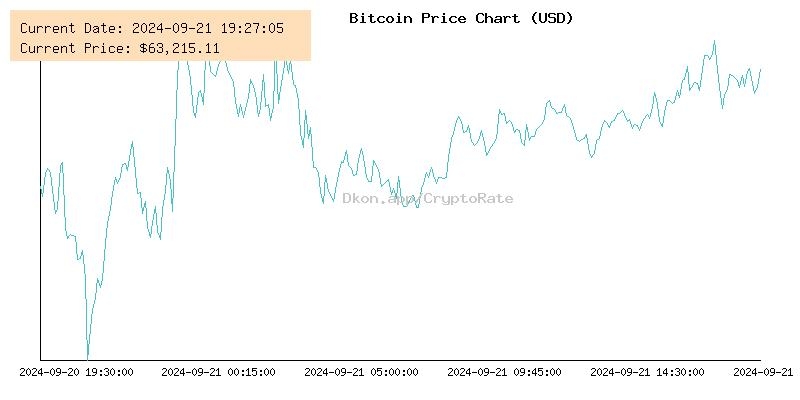 Bitcoin Price Chart (USD)
Current Date: 2024-09-21 19:27:05
Current Price: $63,215.11
Dkon.app/CryptoRate
2024-09-20 19:30:00 2024-09-21 00:15:00 2024-09-21 05:00:00 2024-09-21 09:45:00 2024-09-21 14:30:00 2024-09-21